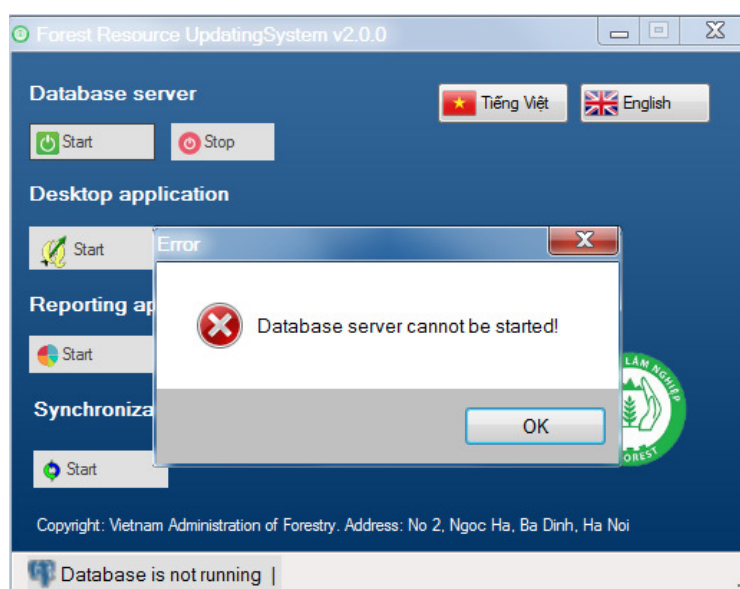 Forest Resource UpdatingSystem v2.0.0
Database server
Tiếng Việt
English
Start
Stop
Desktop application
Start
Error
Database server cannot be started!
OK
Reporting
Start
Start
LÂM NGHIỆP
Copyright: Vietnam Administration of Forestry. Address: No 2, Ngoc Ha, Ba Dinh, Ha Noi
Database is not running |